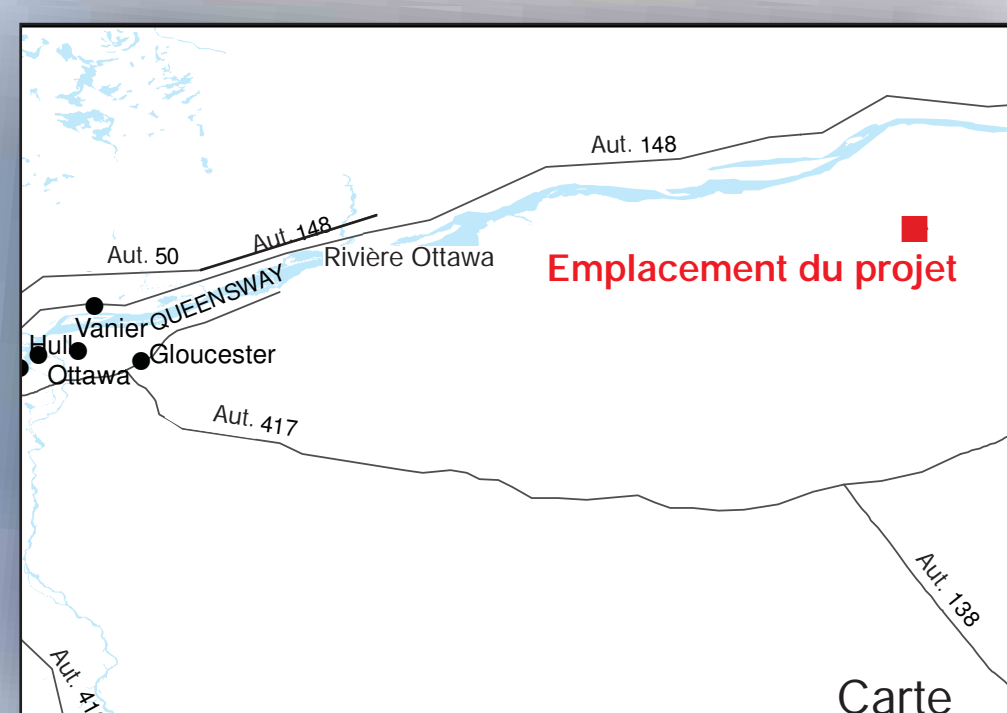 Aut. 148
Aut. 148
Aut. 50
Rivière Ottawa
Emplacement du projet
QUEENSWAY
Vanier
Hull
Gloucester
Ottawa
Aut. 417
Aut. 138
Aut.
Carte